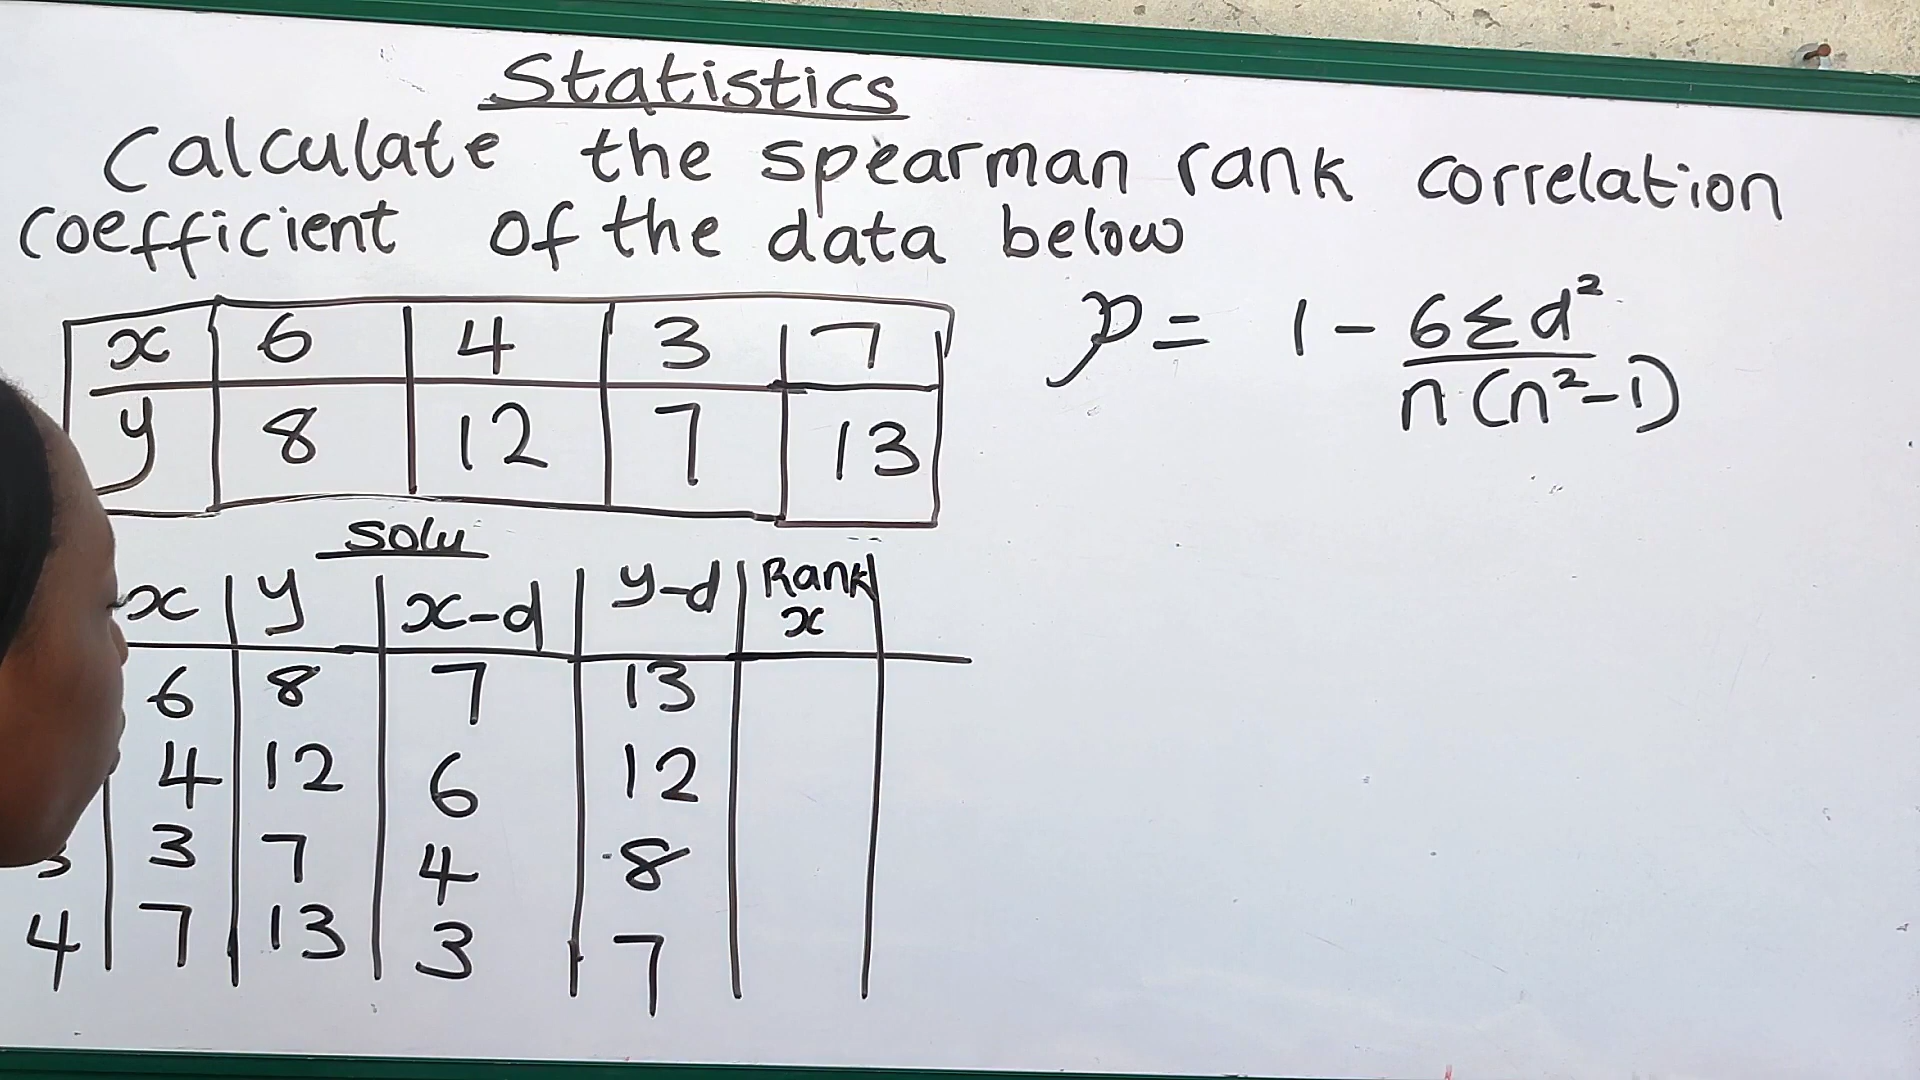 Statistics
Calculate the spearman rank correlation
coefficient of the data below
x 6 4 3 7
y 8 12 7 13
ρ = 1 - 6Σd² / n(n²-1)
Solu
x y x-d y-d Rank x
6 8 7 13
4 12 6 12
3 7 4 8
4 7 13 3 7